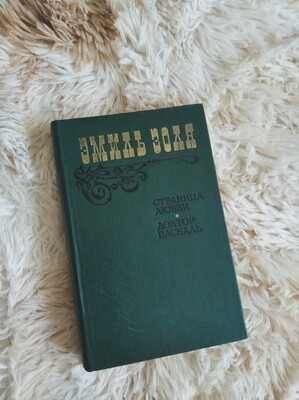 ЭМИЛЬ ЗОЛЯ
СТРАНИЦА
ЛЮБВИ
•
ДОКТОР
ПАСКАЛЬ